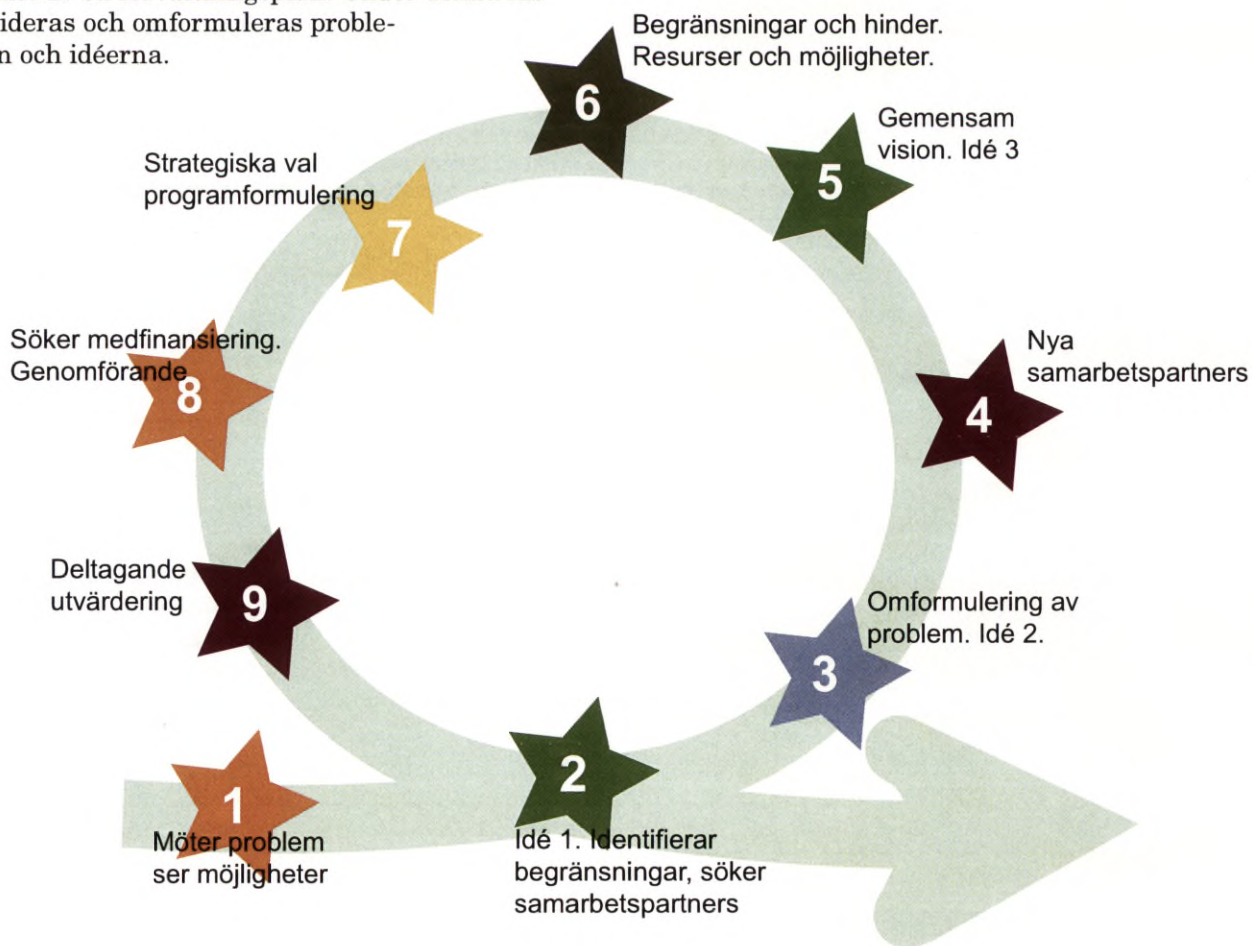 ideras och omformuleras proble-
n och idéerna.
Begränsningar och hinder.
Resurser och möjligheter.
6
Gemensam
vision. Idé 3
5
Strategiska val
programformulering
7
Söker medfinansiering.
Genomförande
8
Nya
samarbetspartners
4
Deltagande
utvärdering
9
Omformulering av
problem. Idé 2.
3
1
Möter problem
ser möjligheter
2
Idé 1. Identifierar
begränsningar, söker
samarbetspartners